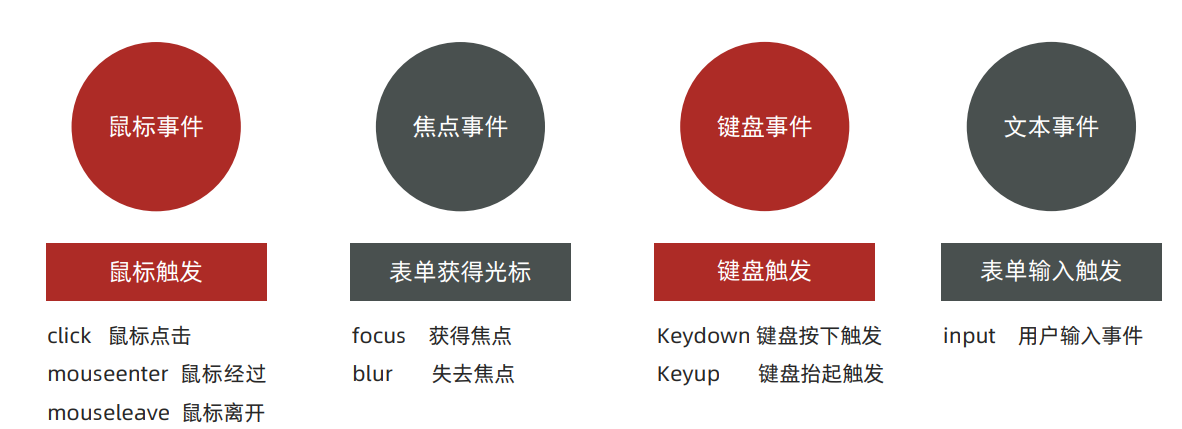 鼠标事件
焦点事件
键盘事件
文本事件
鼠标触发
表单获得光标
键盘触发
表单输入触发
click 鼠标点击
focus 获得焦点
Keydown 键盘按下触发
input 用户输入事件
mouseenter 鼠标经过
blur 失去焦点
Keyup 键盘抬起触发
mouseleave 鼠标离开